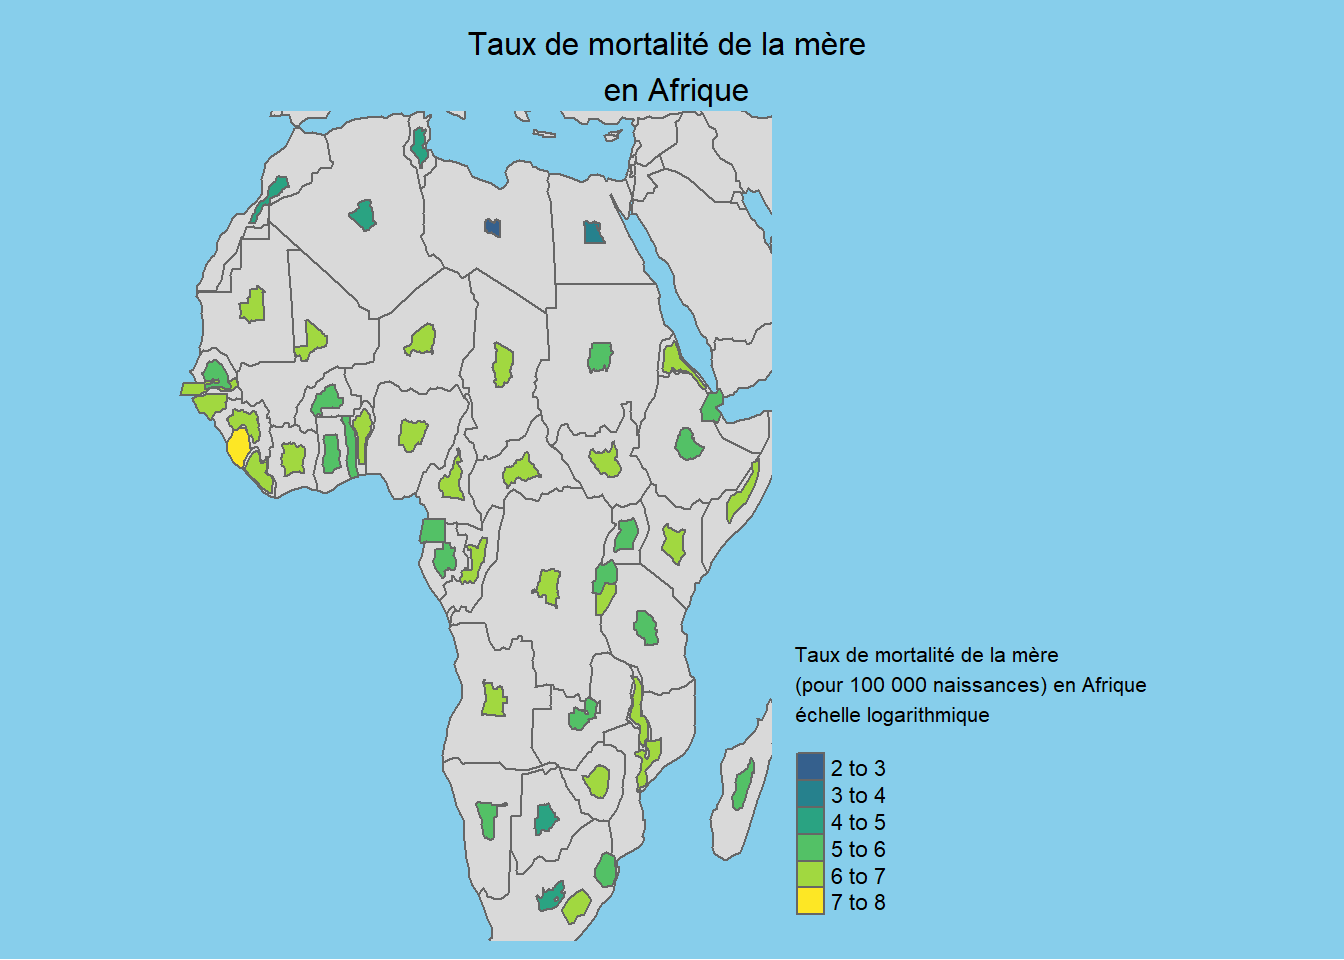 Taux de mortalité de la mère
en Afrique
Taux de mortalité de la mère
(pour 100 000 naissances) en Afrique
échelle logarithmique
2 to 3
3 to 4
4 to 5
5 to 6
6 to 7
7 to 8